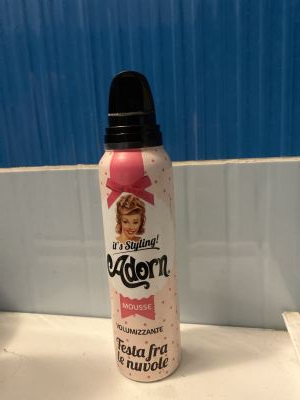 it's Styling!
Adorn
MOUSSE
VOLUMIZZANTE
Festa fra
le nuvole